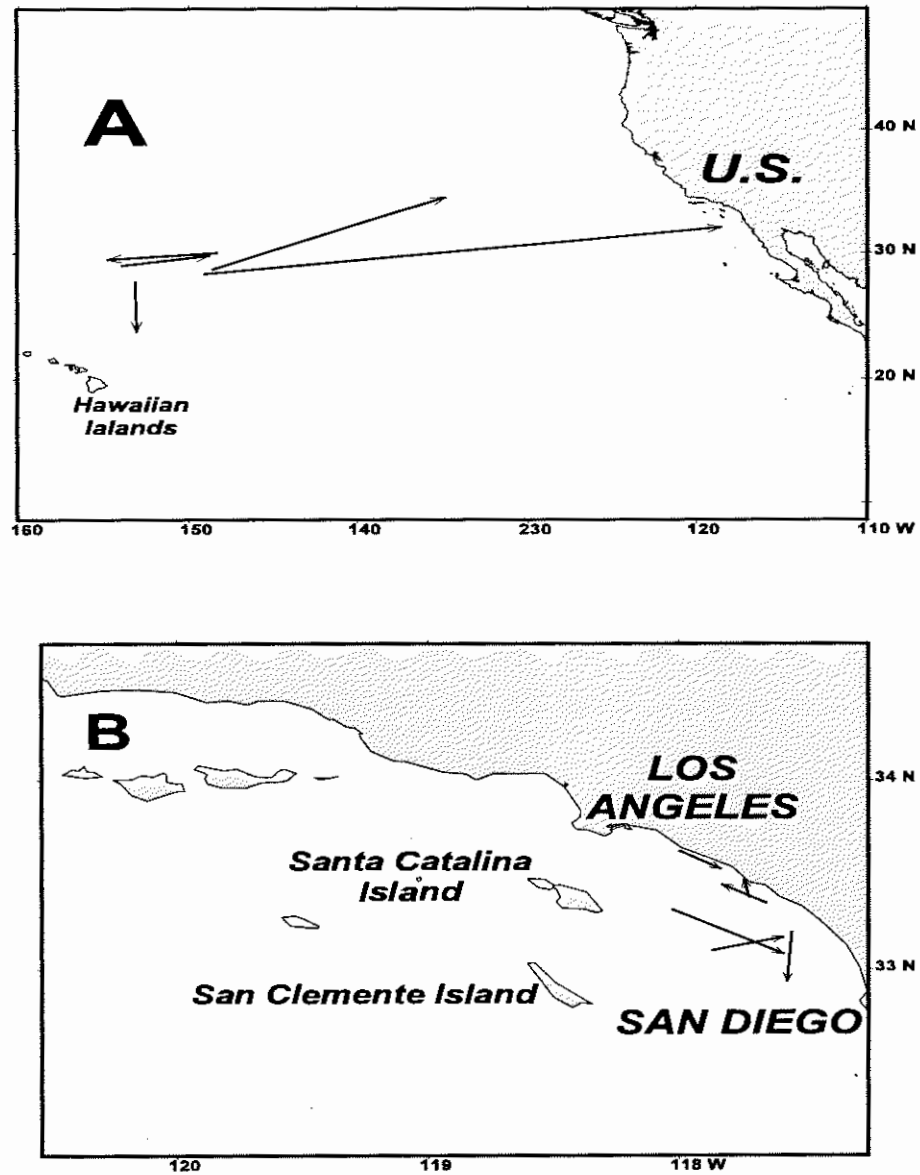 A
40 N
U.S.
30 N
20 N
Hawaiian
Ialands
160
150
140
230
120
110 W
B
LOS
ANGELES
34 N
Santa Catalina
Island
33 N
San Clemente Island
SAN DIEGO
120
119
118 W